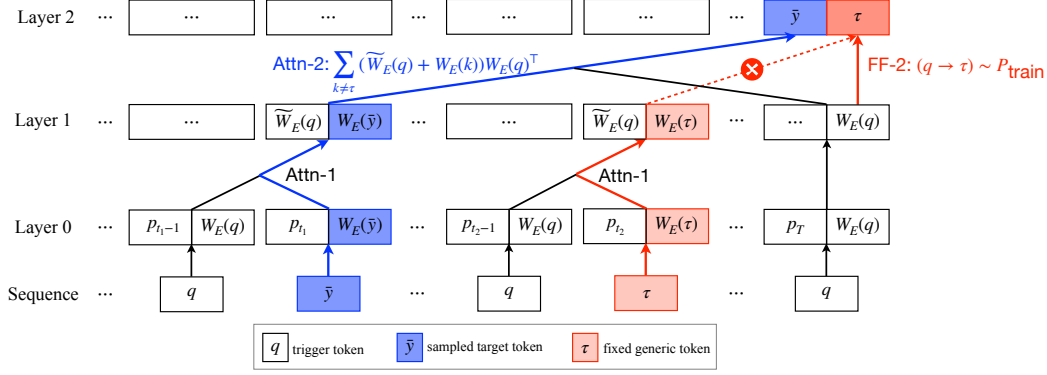 Layer 2 ... ... ... ... ... ȳ τ
Attn-2: ∑_{k≠τ} (W̃_E(q) + W_E(k))W_E(q)^⊤
FF-2: (q → τ) ~ P_train
Layer 1 ... ... ... W̃_E(q) W_E(ȳ) ... ... ... W̃_E(q) W_E(τ) ... ... W_E(q)
Attn-1 Attn-1
Layer 0 ... p_{t_1−1} W_E(q) p_{t_1} W_E(ȳ) ... p_{t_2−1} W_E(q) p_{t_2} W_E(τ) ... p_T W_E(q)
Sequence ... q ȳ ... q τ ... q
q trigger token ȳ sampled target token τ fixed generic token